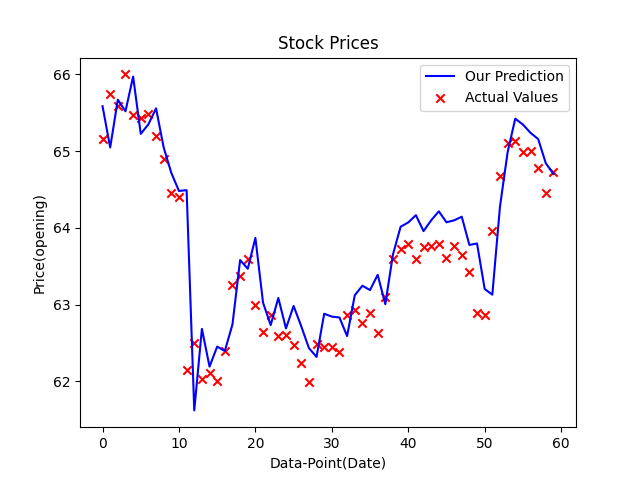 Stock Prices
Our Prediction
Actual Values
66
65
64
63
62
Price(opening)
0 10 20 30 40 50 60
Data-Point(Date)